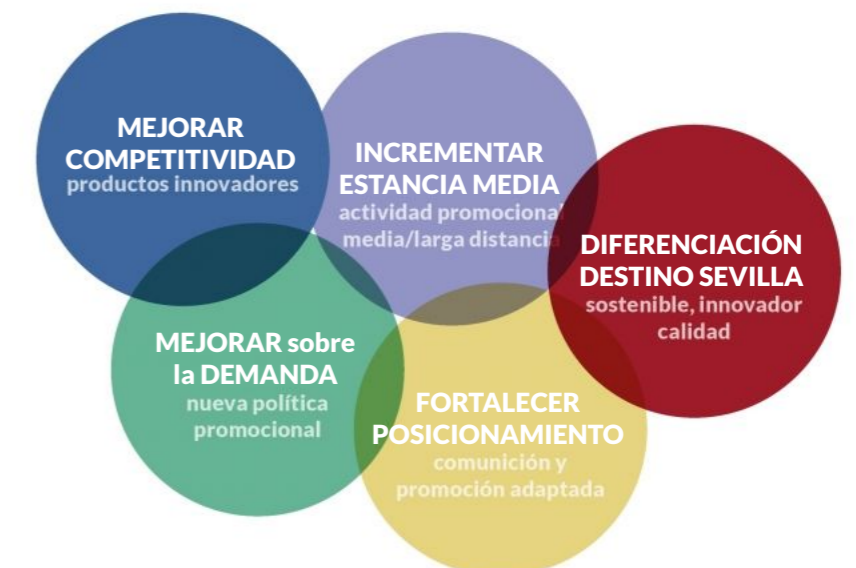 MEJORAR
COMPETITIVIDAD
productos innovadores
INCREMENTAR
ESTANCIA MEDIA
actividad promocional
media/larga distancia
DIFERENCIACIÓN
DESTINO SEVILLA
sostenible, innovador
calidad
MEJORAR sobre
la DEMANDA
nueva política
promocional
FORTALECER
POSICIONAMIENTO
comunición y
promoción adaptada